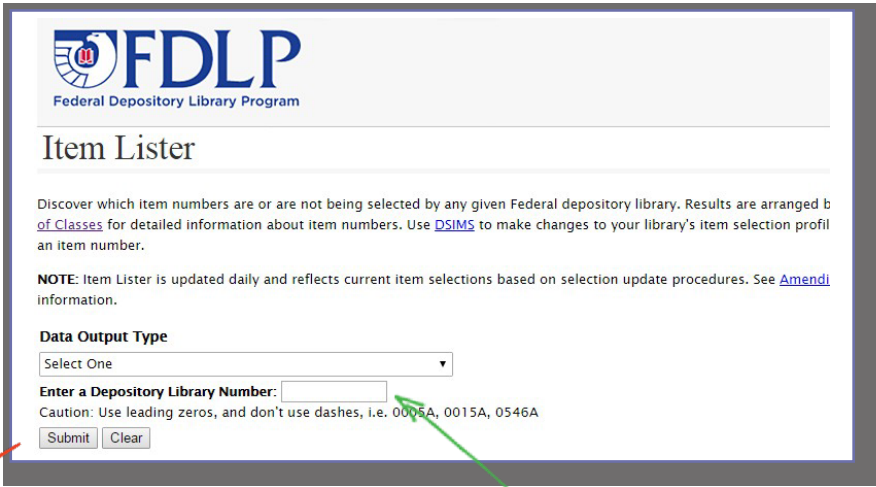 FDLP
Federal Depository Library Program
Item Lister
Discover which item numbers are or are not being selected by any given Federal depository library. Results are arranged b
of Classes for detailed information about item numbers. Use DSIMS to make changes to your library's item selection profil
an item number.
NOTE: Item Lister is updated daily and reflects current item selections based on selection update procedures. See Amendi
information.
Data Output Type
Select One
Enter a Depository Library Number:
Caution: Use leading zeros, and don't use dashes, i.e. 0005A, 0015A, 0546A
Submit Clear